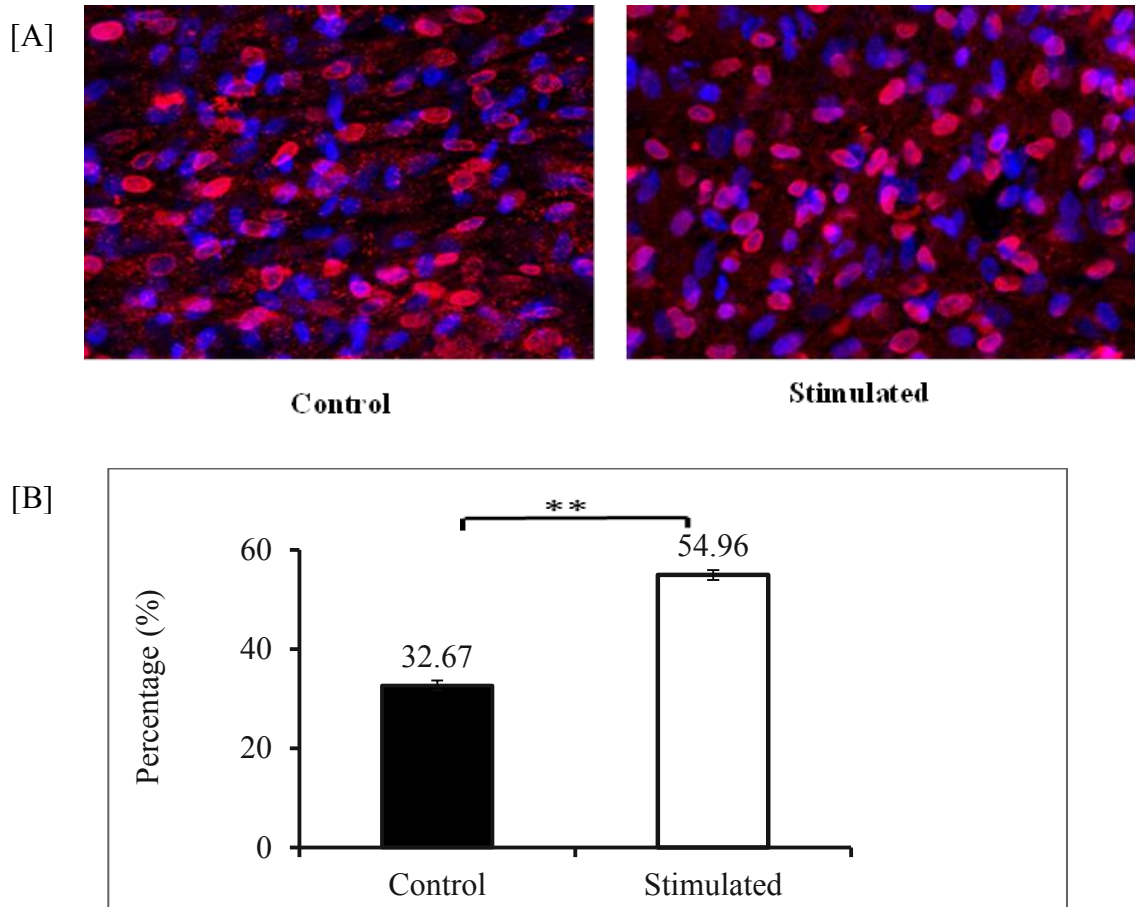 [A]
Control
Stimulated
[B]
**
Percentage (%)
60
40
20
0
32.67
54.96
Control
Stimulated